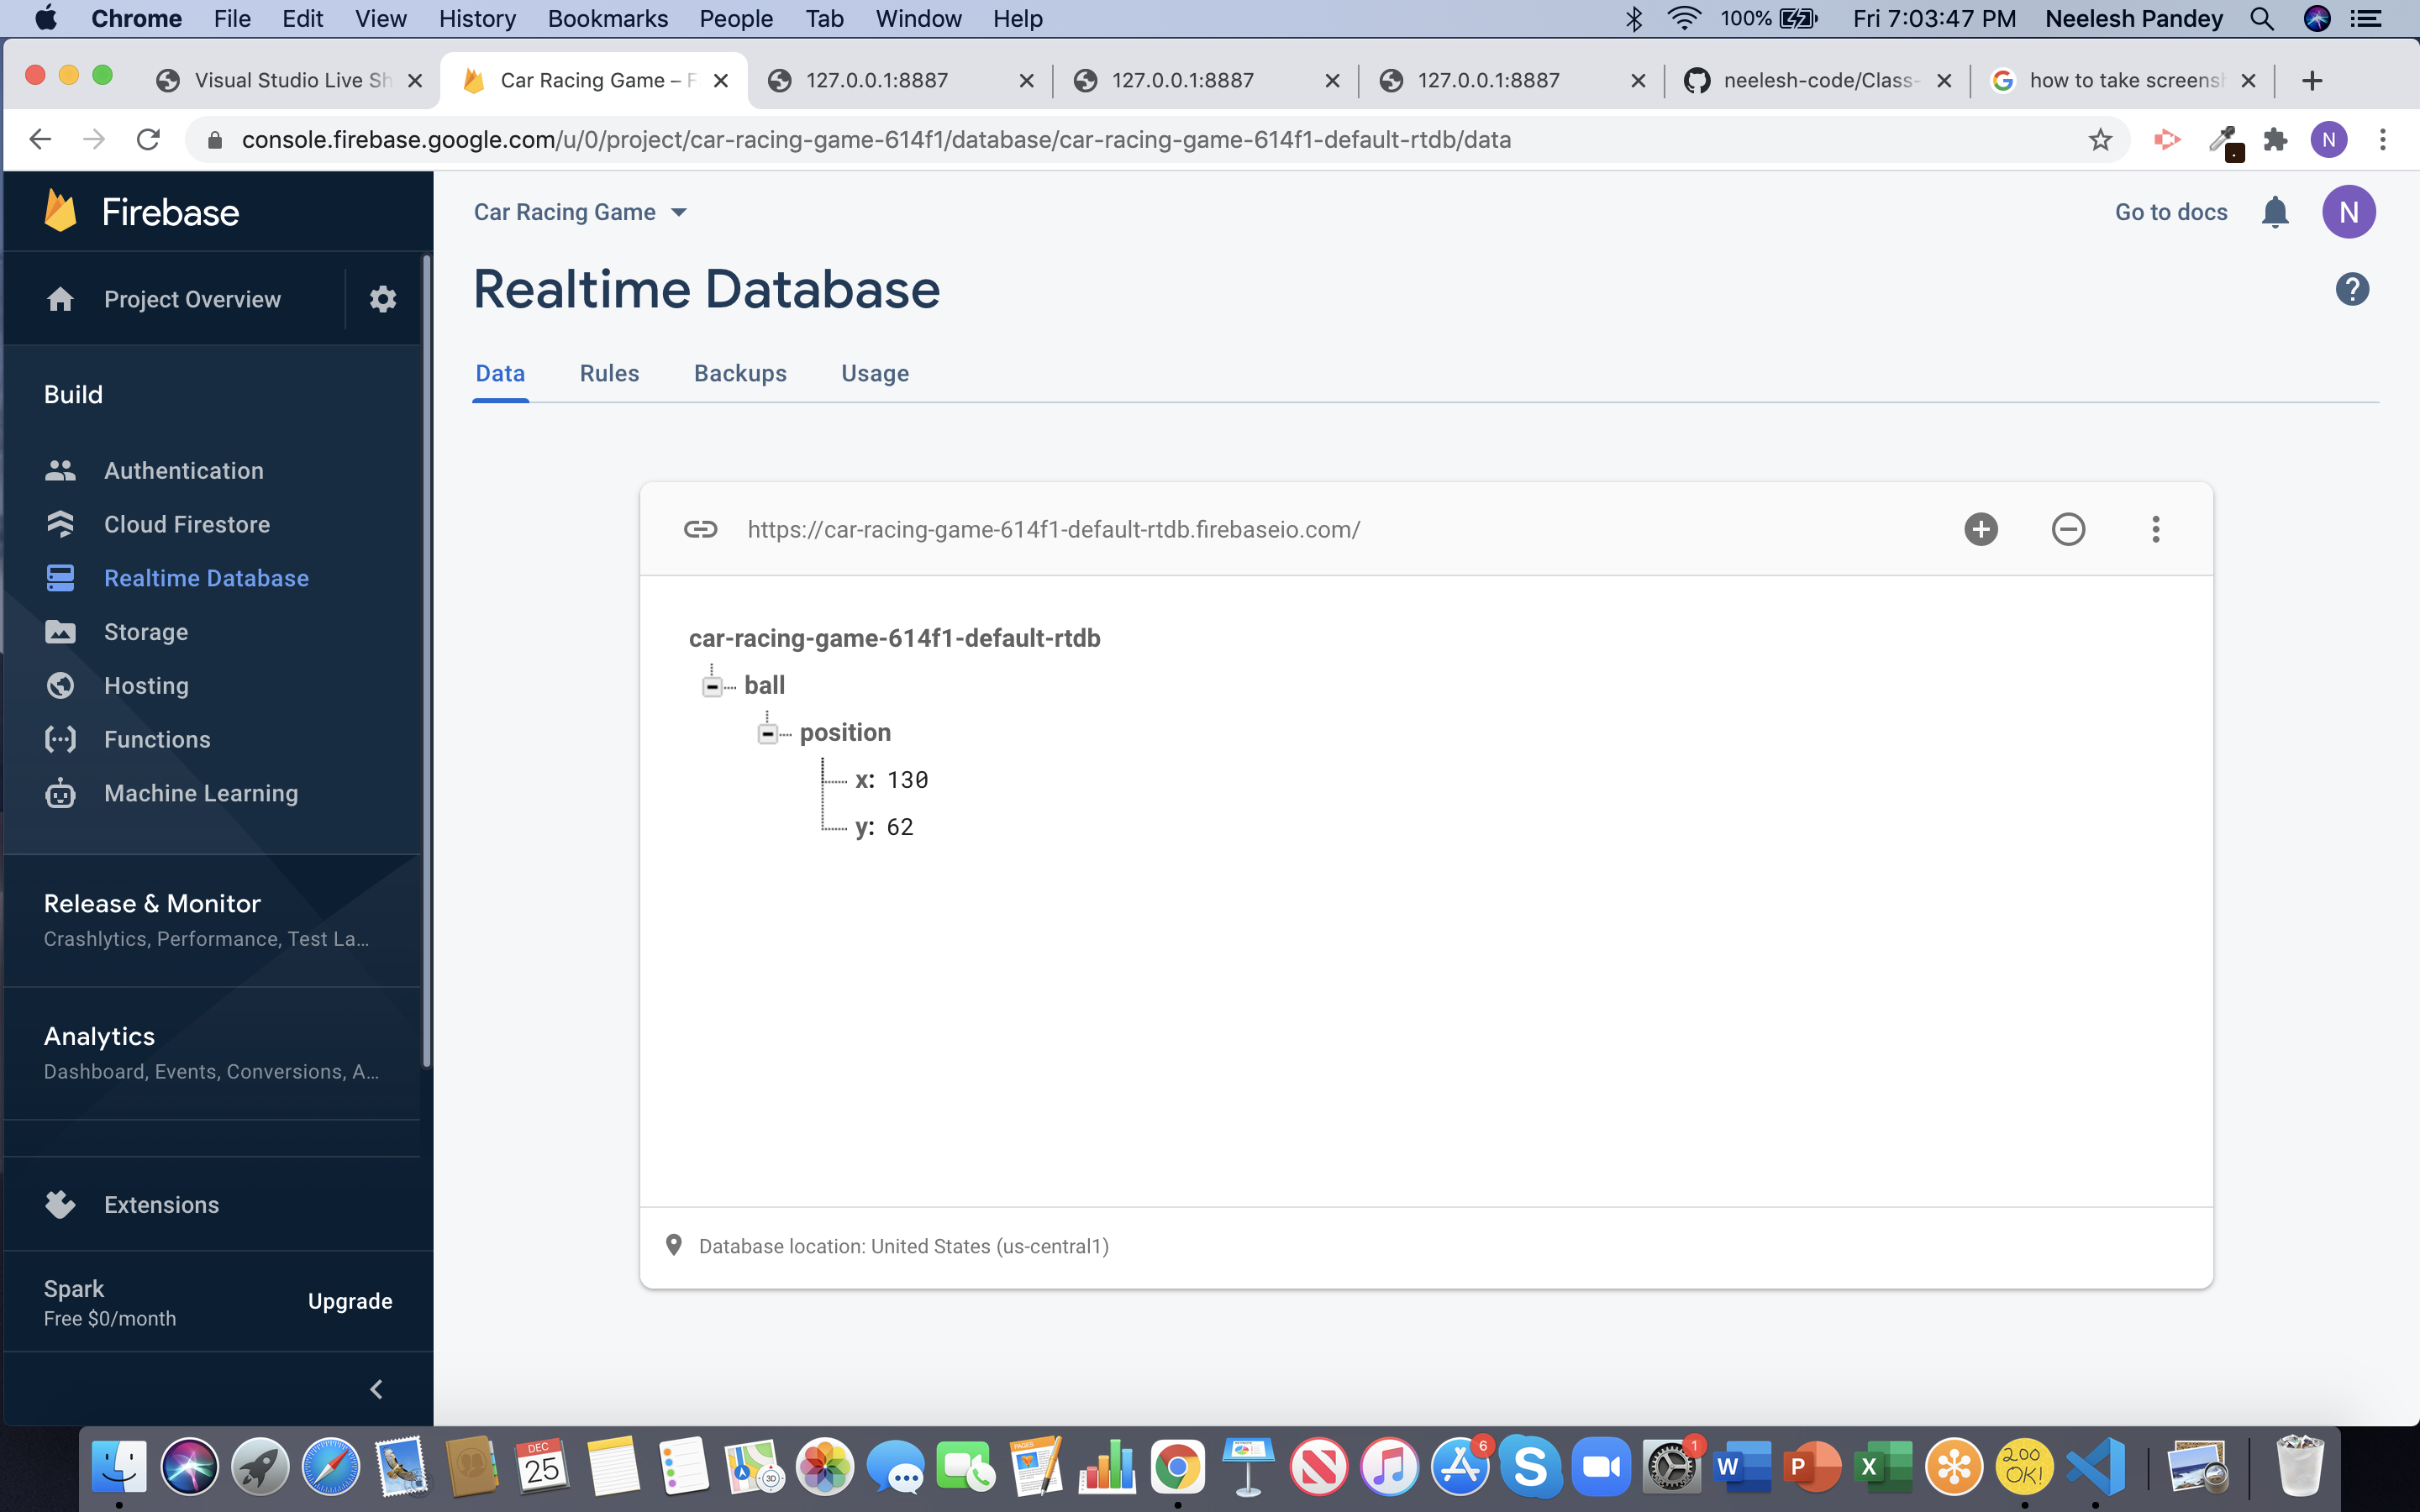 Chrome File Edit View History Bookmarks People Tab Window Help 100% Fri 7:03:47 PM Neelesh Pandey
Visual Studio Live Sh Car Racing Game – F 127.0.0.1:8887 127.0.0.1:8887 127.0.0.1:8887 neelesh-code/Class- how to take screensh
console.firebase.google.com/u/0/project/car-racing-game-614f1/database/car-racing-game-614f1-default-rtdb/data N
Firebase
Car Racing Game Go to docs N
Project Overview
Realtime Database ?
Data Rules Backups Usage
Build
Authentication
Cloud Firestore
Realtime Database
Storage
Hosting
Functions
Machine Learning
https://car-racing-game-614f1-default-rtdb.firebaseio.com/
car-racing-game-614f1-default-rtdb
ball
position
x: 130
y: 62
Release & Monitor
Crashlytics, Performance, Test La...
Analytics
Dashboard, Events, Conversions, A...
Extensions
Database location: United States (us-central1)
Spark
Free $0/month
Upgrade
DEC
25
3D
PAGES
6
S
1
W
P
X
200
OK!